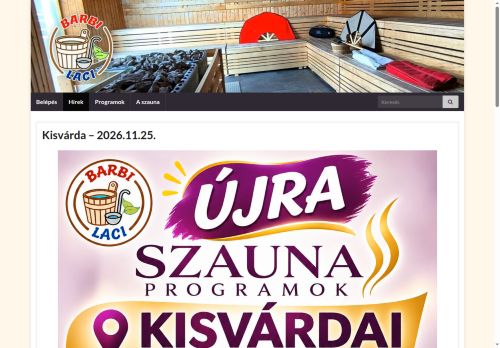 BARBI
LACI
Belépés Hírek Programok A szauna
Keresés
Kisvárda – 2026.11.25.
BARBI
LACI
ÚJRA
SZAUNA
PROGRAMOK
KISVÁRDAI